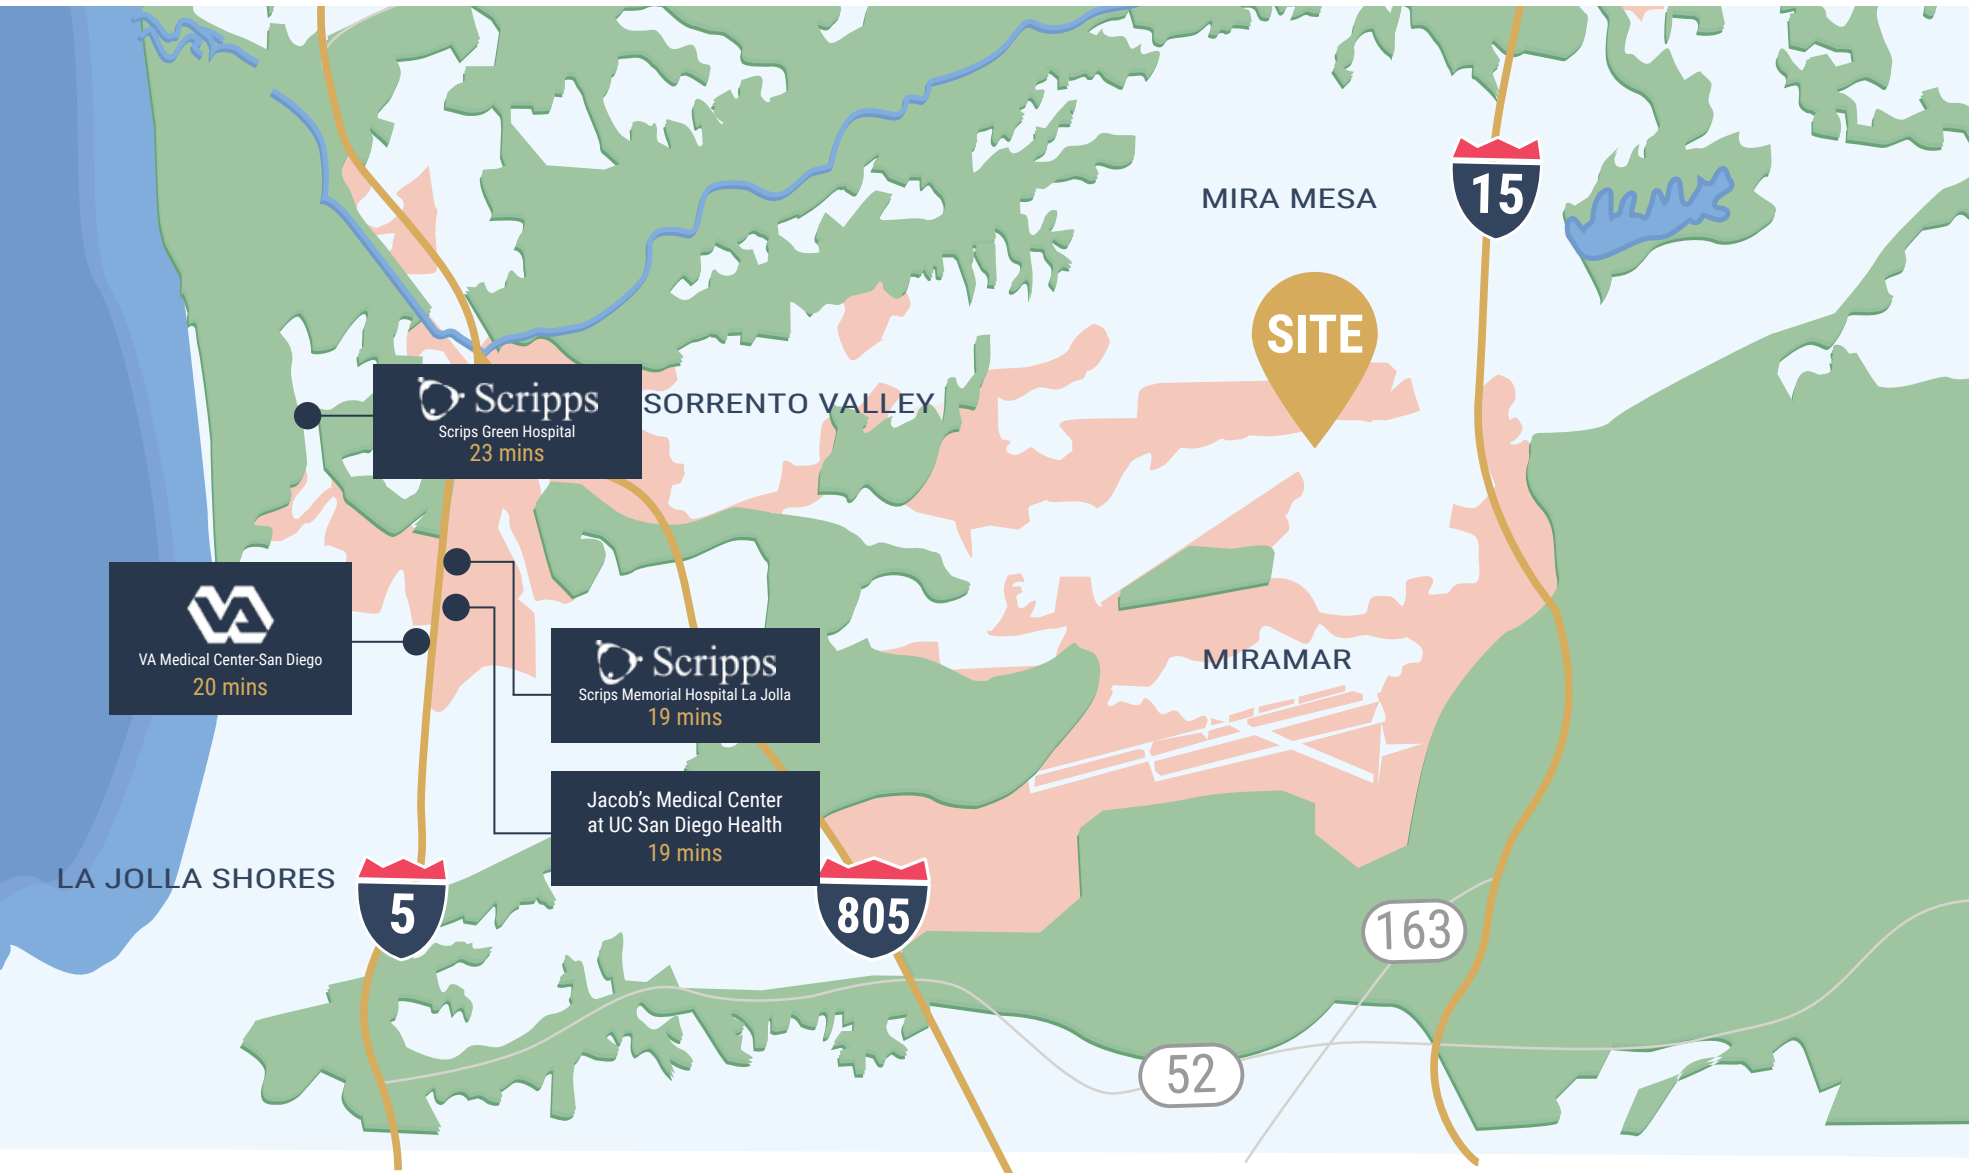 MIRA MESA
15
SITE
Scripps
Scrips Green Hospital
23 mins
SORRENTO VALLEY
VA
VA Medical Center-San Diego
20 mins
Scripps
Scrips Memorial Hospital La Jolla
19 mins
MIRAMAR
Jacob's Medical Center
at UC San Diego Health
19 mins
LA JOLLA SHORES
5
805
163
52